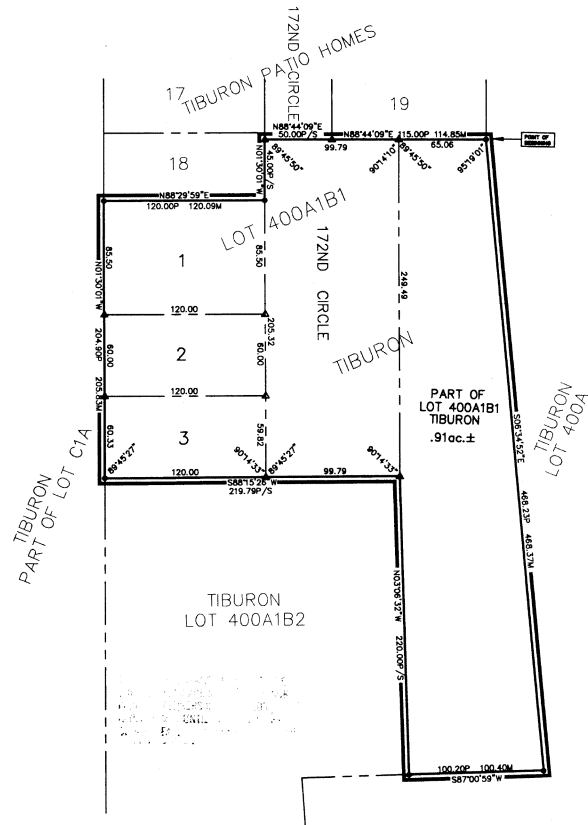 172ND CIRCLE
TIBURON PATIO HOMES
17
19
N88°44'09"E
50.00P/S
N88°44'09"E 115.00P 114.85M
99.79
65.06
POINT OF
BEGINNING
18
N01°30'01"W
45.00P/S
89°45'50"
90°14'10"
89°45'50"
95°19'01"
N88°29'59"E
120.00P 120.09M
LOT 400A1B1
1
85.50
85.50
172ND CIRCLE
249.49
N01°30'01"W
120.00
205.32
204.90P 205.83M
2
60.00
TIBURON
120.00
PART OF
LOT 400A1B1
TIBURON
.91ac.±
S06°34'52"E
468.23P 468.37M
TIBURON
LOT 400A
60.00
60.33
3
59.82
TIBURON
PART OF LOT C1A
89°45'27"
90°14'33"
89°45'27"
90°14'33"
120.00
99.79
S88°15'26"W
219.79P/S
N03°06'32"W
220.00P/S
TIBURON
LOT 400A1B2
UNTIL
100.20P 100.40M
S87°00'59"W